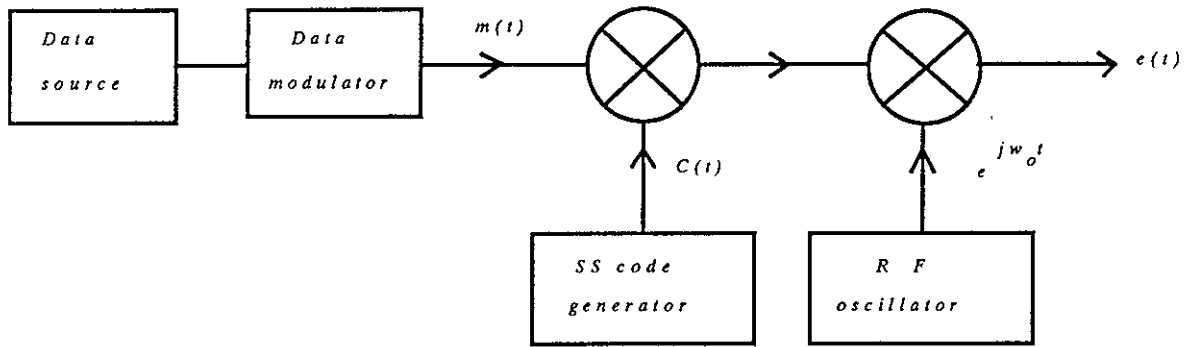 Data
source
Data
modulator
m(t)
e(t)
C(t)
e^jw_o t
SS code
generator
R F
oscillator